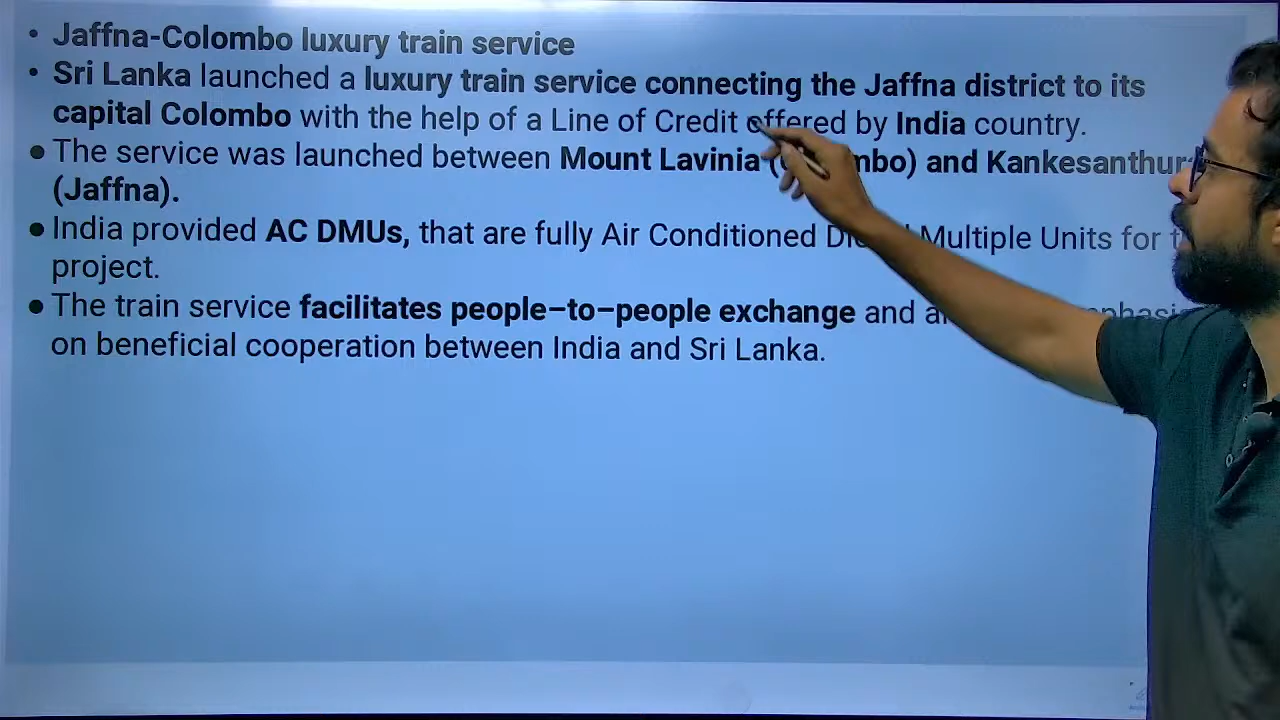 • Jaffna-Colombo luxury train service
• Sri Lanka launched a luxury train service connecting the Jaffna district to its
capital Colombo with the help of a Line of Credit offered by India country.
● The service was launched between Mount Lavinia and Kankesanthur
(Jaffna).
● India provided AC DMUs, that are fully Air Conditioned Multiple Units for
project.
● The train service facilitates people–to–people exchange and
on beneficial cooperation between India and Sri Lanka.